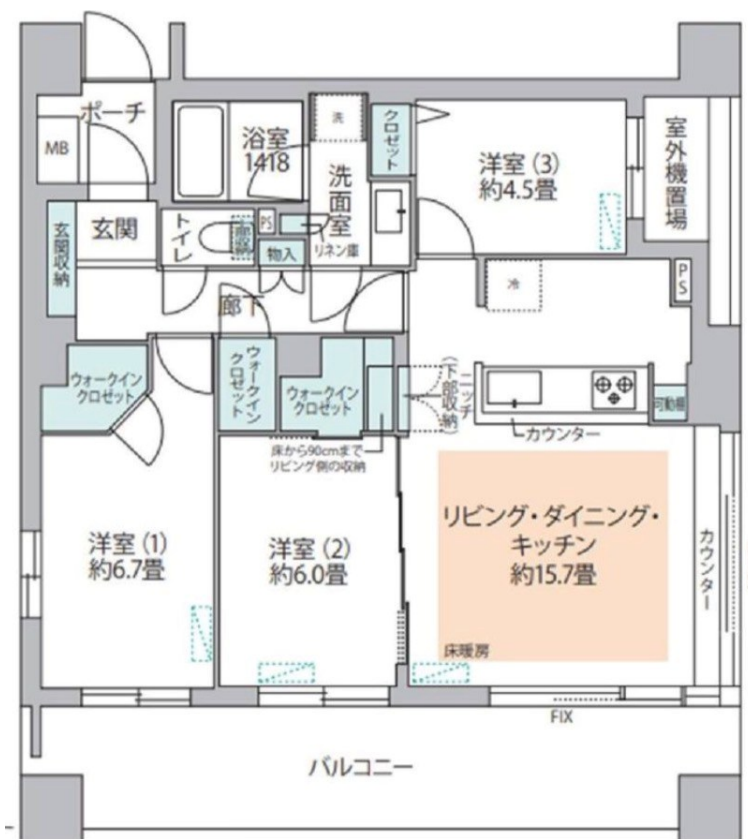 ポーチ
MB
浴室
1418
洗
クロゼット
洋室(3)
約4.5畳
室外機置場
洗面室
玄関収納
玄関
トイレ
PS
リネン庫
物入
廊下
冷
PS
ウォークイン
クロゼット
ウォークイン
クロゼット
ウォークイン
クロゼット
ニッチ
(下部収納)
可動棚
カウンター
床から90cmまで
リビング側の収納
洋室(1)
約6.7畳
洋室(2)
約6.0畳
リビング・ダイニング・
キッチン
約15.7畳
カウンター
床暖房
FIX
バルコニー